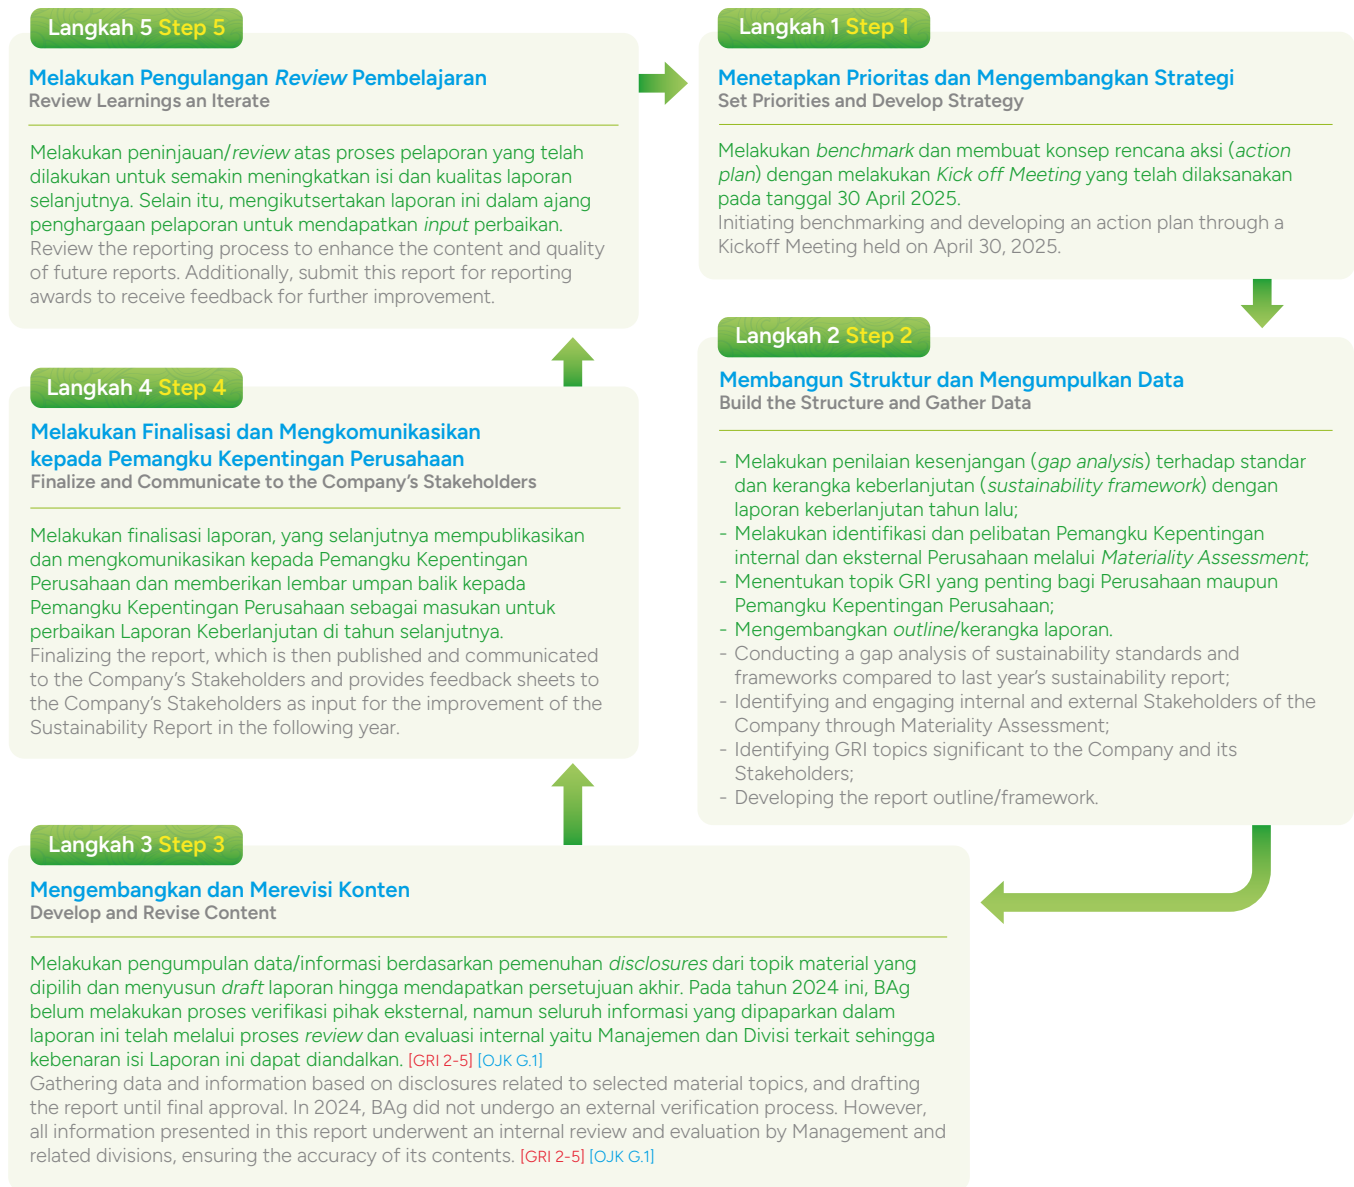 Langkah 5 Step 5
Melakukan Pengulangan Review Pembelajaran
Review Learnings an Iterate
Melakukan peninjauan/review atas proses pelaporan yang telah
dilakukan untuk semakin meningkatkan isi dan kualitas laporan
selanjutnya. Selain itu, mengikutsertakan laporan ini dalam ajang
penghargaan pelaporan untuk mendapatkan input perbaikan.
Review the reporting process to enhance the content and quality
of future reports. Additionally, submit this report for reporting
awards to receive feedback for further improvement.
Langkah 1 Step 1
Menetapkan Prioritas dan Mengembangkan Strategi
Set Priorities and Develop Strategy
Melakukan benchmark dan membuat konsep rencana aksi (action
plan) dengan melakukan Kick off Meeting yang telah dilaksanakan
pada tanggal 30 April 2025.
Initiating benchmarking and developing an action plan through a
Kickoff Meeting held on April 30, 2025.
Langkah 2 Step 2
Membangun Struktur dan Mengumpulkan Data
Build the Structure and Gather Data
- Melakukan penilaian kesenjangan (gap analysis) terhadap standar
dan kerangka keberlanjutan (sustainability framework) dengan
laporan keberlanjutan tahun lalu;
- Melakukan identifikasi dan pelibatan Pemangku Kepentingan
internal dan eksternal Perusahaan melalui Materiality Assessment;
- Menentukan topik GRI yang penting bagi Perusahaan maupun
Pemangku Kepentingan Perusahaan;
- Mengembangkan outline/kerangka laporan.
- Conducting a gap analysis of sustainability standards and
frameworks compared to last year's sustainability report;
- Identifying and engaging internal and external Stakeholders of the
Company through Materiality Assessment;
- Identifying GRI topics significant to the Company and its
Stakeholders;
- Developing the report outline/framework.
Langkah 4 Step 4
Melakukan Finalisasi dan Mengkomunikasikan
kepada Pemangku Kepentingan Perusahaan
Finalize and Communicate to the Company's Stakeholders
Melakukan finalisasi laporan, yang selanjutnya mempublikasikan
dan mengkomunikasikan kepada Pemangku Kepentingan
Perusahaan dan memberikan lembar umpan balik kepada
Pemangku Kepentingan Perusahaan sebagai masukan untuk
perbaikan Laporan Keberlanjutan di tahun selanjutnya.
Finalizing the report, which is then published and communicated
to the Company's Stakeholders and provides feedback sheets to
the Company's Stakeholders as input for the improvement of the
Sustainability Report in the following year.
Langkah 3 Step 3
Mengembangkan dan Merevisi Konten
Develop and Revise Content
Melakukan pengumpulan data/informasi berdasarkan pemenuhan disclosures dari topik material yang
dipilih dan menyusun draft laporan hingga mendapatkan persetujuan akhir. Pada tahun 2024 ini, BAg
belum melakukan proses verifikasi pihak eksternal, namun seluruh informasi yang dipaparkan dalam
laporan ini telah melalui proses review dan evaluasi internal yaitu Manajemen dan Divisi terkait sehingga
kebenaran isi Laporan ini dapat diandalkan. [GRI 2-5] [OJK G.1]
Gathering data and information based on disclosures related to selected material topics, and drafting
the report until final approval. In 2024, BAg did not undergo an external verification process. However,
all information presented in this report underwent an internal review and evaluation by Management and
related divisions, ensuring the accuracy of its contents. [GRI 2-5] [OJK G.1]